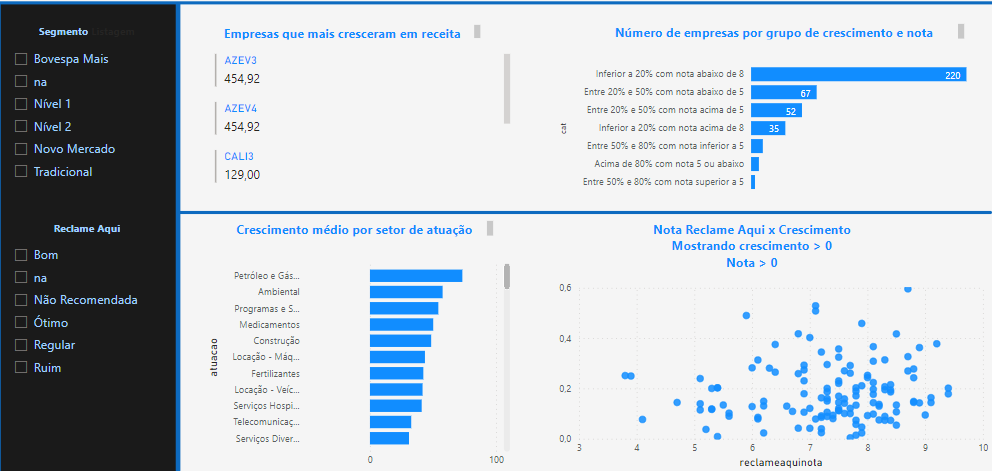 Segmento Listagem
Bovespa Mais
na
Nível 1
Nível 2
Novo Mercado
Tradicional
Reclame Aqui
Bom
na
Não Recomendada
Ótimo
Regular
Ruim
Empresas que mais cresceram em receita
AZEV3
454,92
AZEV4
454,92
CALI3
129,00
Número de empresas por grupo de crescimento e nota
cat
Inferior a 20% com nota abaixo de 8
220
Entre 20% e 50% com nota abaixo de 5
67
Entre 20% e 50% com nota acima de 5
52
Inferior a 20% com nota acima de 8
35
Entre 50% e 80% com nota inferior a 5
Acima de 80% com nota 5 ou abaixo
Entre 50% e 80% com nota superior a 5
Crescimento médio por setor de atuação
atuacao
Petróleo e Gás...
Ambiental
Programas e S...
Medicamentos
Construção
Locação - Máq...
Fertilizantes
Locação - Veíc...
Serviços Hospi...
Telecomunicaç...
Serviços Diver...
0 100
Nota Reclame Aqui x Crescimento
Mostrando crescimento > 0
Nota > 0
0,6
0,4
0,2
0,0
3 4 5 6 7 8 9 10
reclameaquinota